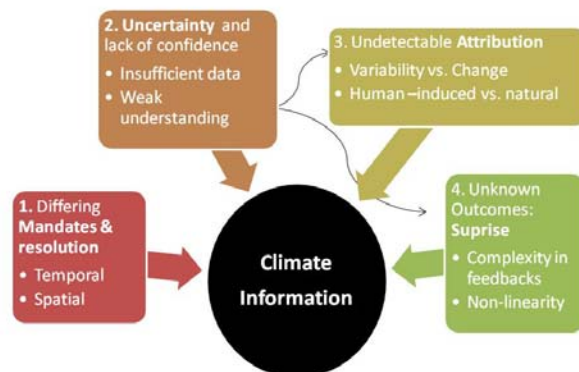 2. Uncertainty and
lack of confidence
• Insufficient data
• Weak
understanding
3. Undetectable Attribution
• Variability vs. Change
• Human –induced vs. natural
1. Differing
Mandates &
resolution
• Temporal
• Spatial
Climate
Information
4. Unknown
Outcomes:
Suprise
• Complexity in
feedbacks
• Non-linearity